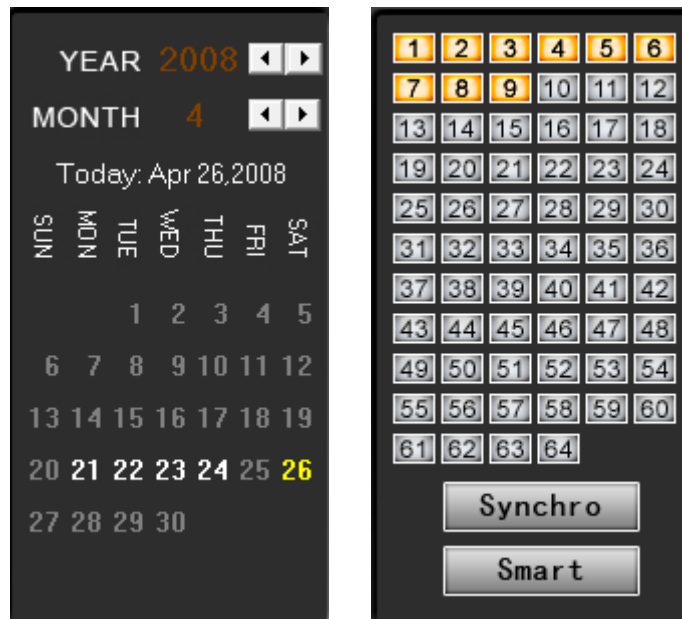 YEAR 2008
MONTH 4
Today: Apr 26,2008
SUN MON TUE WED THU FRI SAT
1 2 3 4 5
6 7 8 9 10 11 12
13 14 15 16 17 18 19
20 21 22 23 24 25 26
27 28 29 30
1 2 3 4 5 6
7 8 9 10 11 12
13 14 15 16 17 18
19 20 21 22 23 24
25 26 27 28 29 30
31 32 33 34 35 36
37 38 39 40 41 42
43 44 45 46 47 48
49 50 51 52 53 54
55 56 57 58 59 60
61 62 63 64
Synchro
Smart